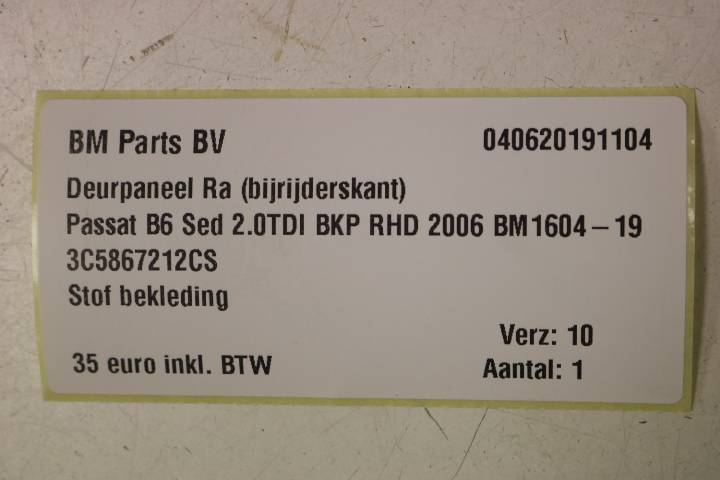 BM Parts BV 040620191104
Deurpaneel Ra (bijrijderskant)
Passat B6 Sed 2.0TDI BKP RHD 2006 BM1604-19
3C5867212CS
Stof bekleding
Verz: 10
35 euro inkl. BTW Aantal: 1